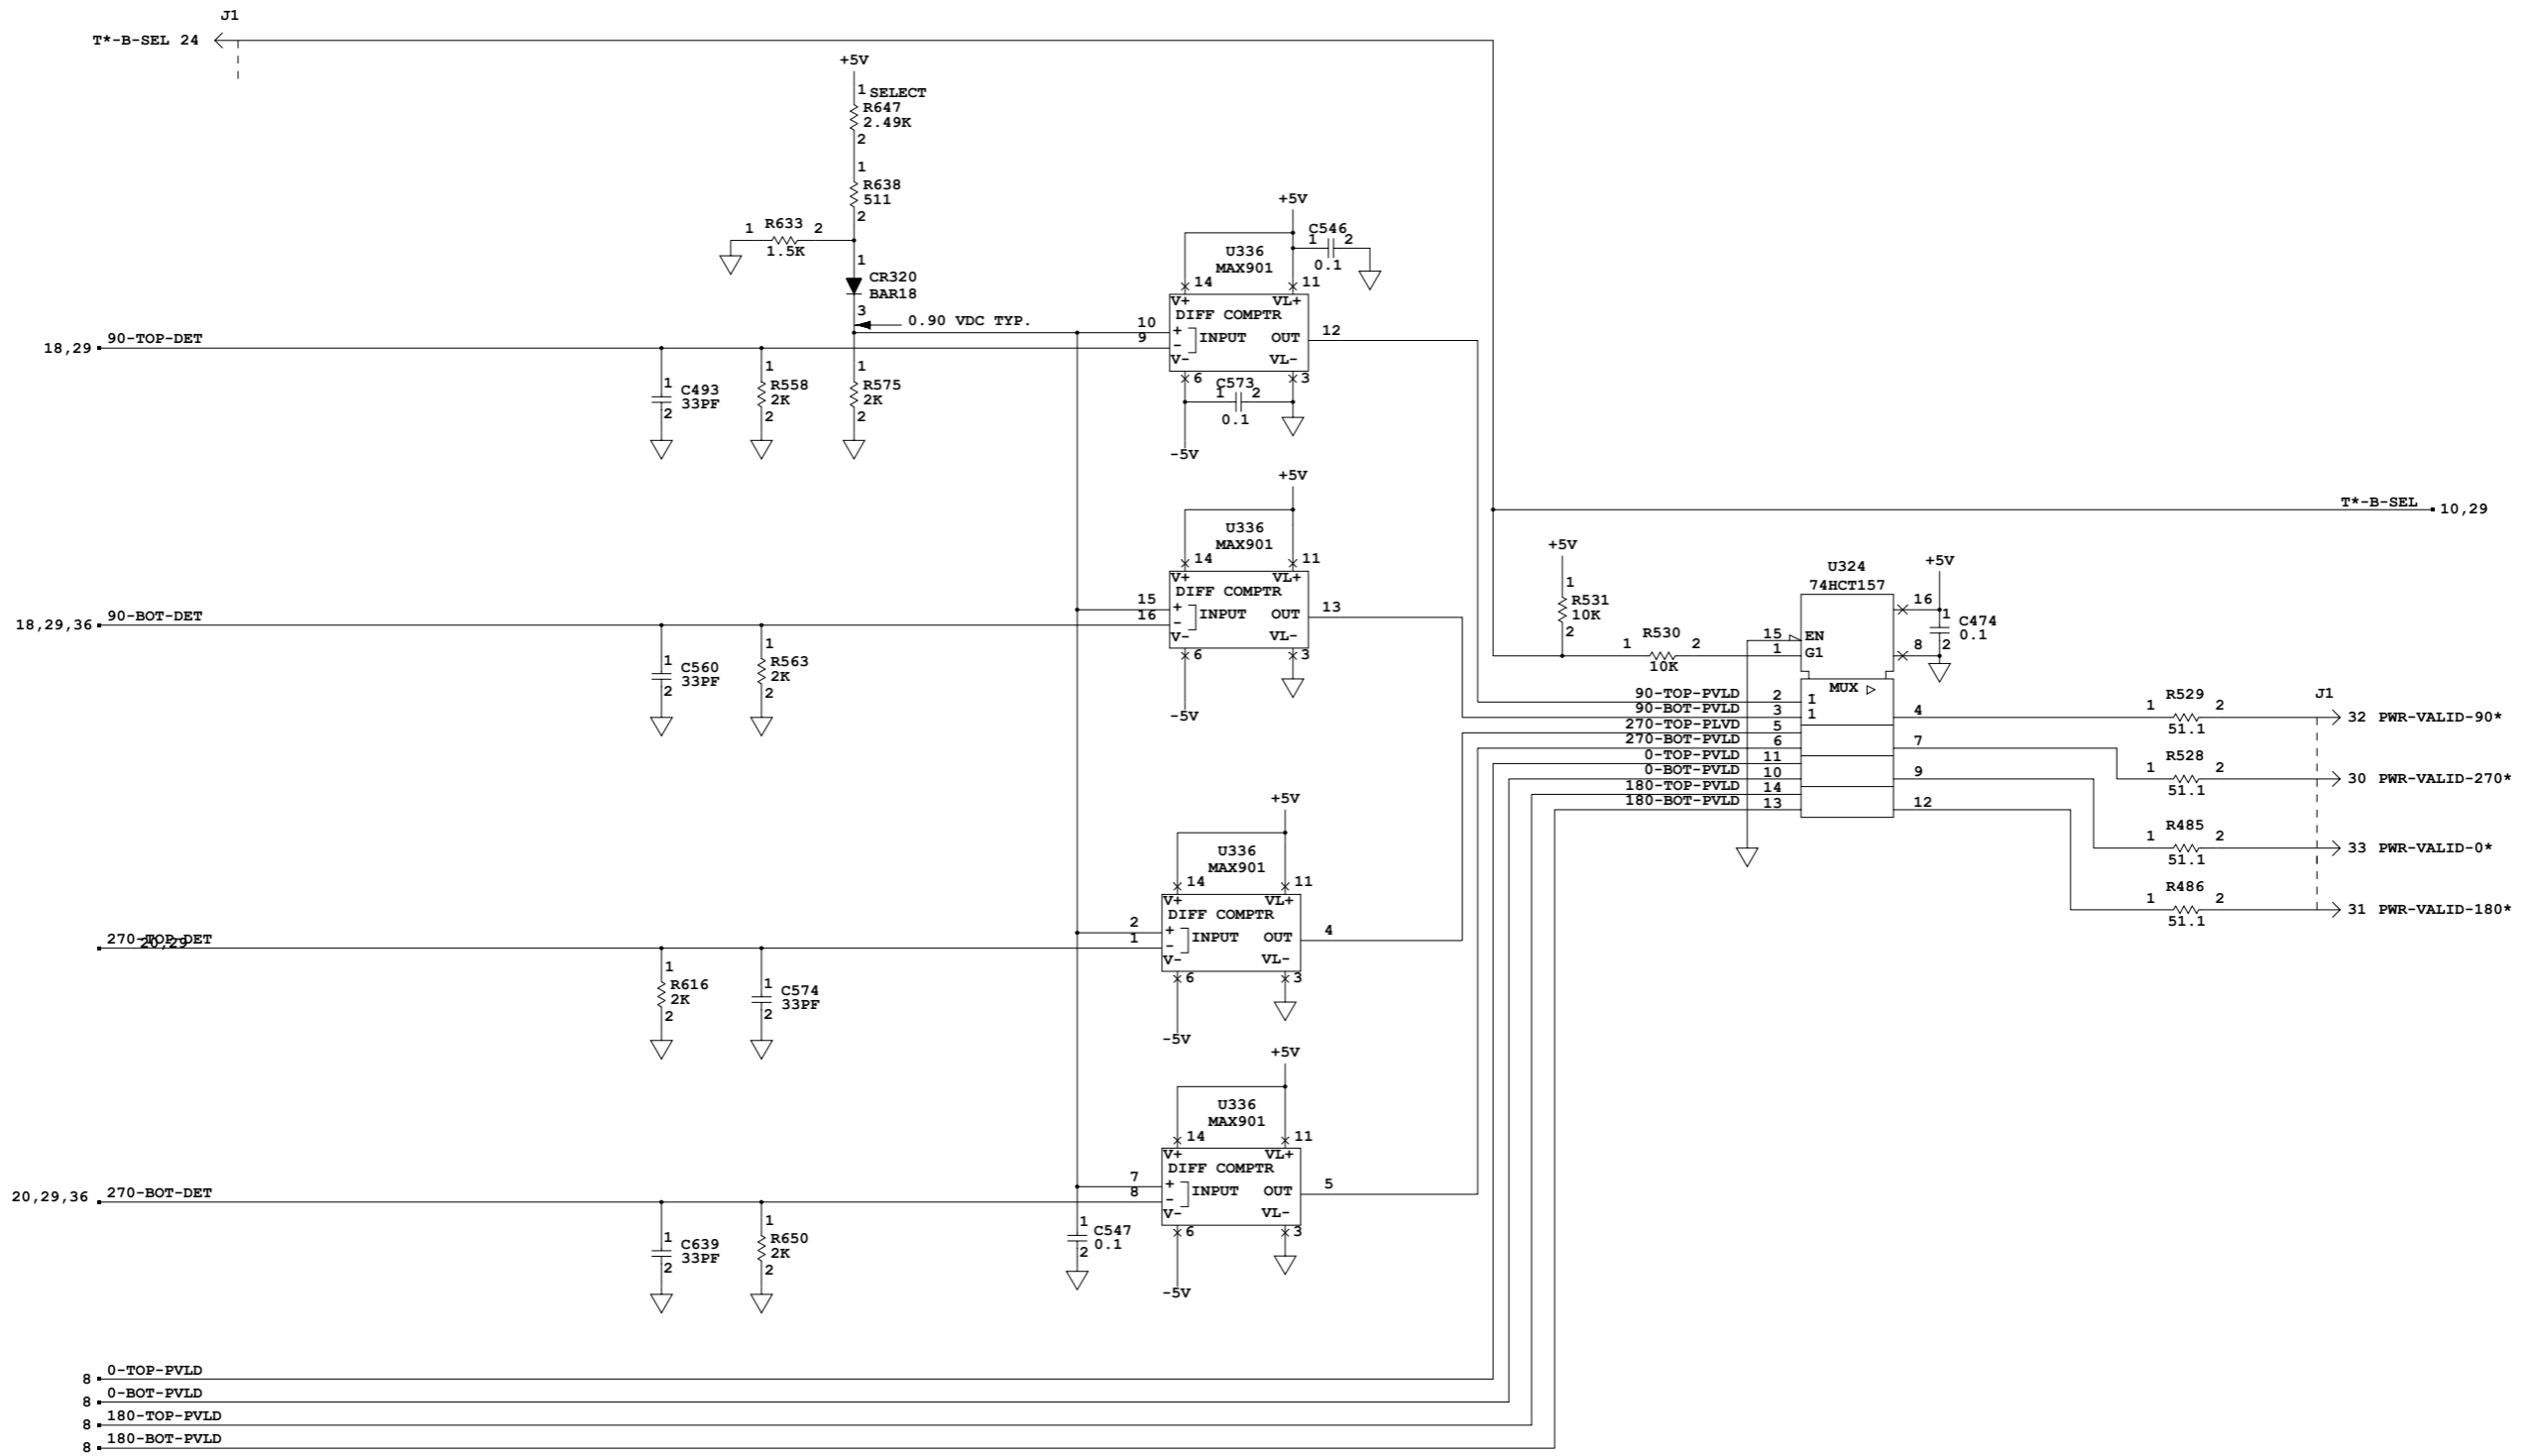 J1
T*-B-SEL 24
+5V
1 SELECT
R647
2.49K
2
1
R638
511
2
1 R633 2
1.5K
1
CR320
BAR18
3
0.90 VDC TYP.
+5V
C546
1 2
0.1
U336
MAX901
14 11
V+ VL+
DIFF COMPTR
10 + INPUT OUT 12
9 -
V- VL-
6 3
C573
1 2
0.1
-5V
18,29 90-TOP-DET
1 C493
33PF
2
1
R558
2K
2
1
R575
2K
2
+5V
U336
MAX901
14 11
V+ VL+
DIFF COMPTR
15 + INPUT OUT 13
16 -
V- VL-
6 3
-5V
18,29,36 90-BOT-DET
1 C560
33PF
2
1
R563
2K
2
T*-B-SEL 10,29
+5V
1
R531
10K
2
1 R530 2
10K
U324
74HCT157
+5V
16
1
C474
0.1
2
8
15 EN
1 G1
MUX
90-TOP-PVLD 2 I
90-BOT-PVLD 3 1
270-TOP-PLVD 5
270-BOT-PVLD 6
0-TOP-PVLD 11
0-BOT-PVLD 10
180-TOP-PVLD 14
180-BOT-PVLD 13
4
7
9
12
J1
R529
1 2
51.1
32 PWR-VALID-90*
R528
1 2
51.1
30 PWR-VALID-270*
R485
1 2
51.1
33 PWR-VALID-0*
R486
1 2
51.1
31 PWR-VALID-180*
+5V
U336
MAX901
14 11
V+ VL+
DIFF COMPTR
2 + INPUT OUT 4
1 -
V- VL-
6 3
-5V
270-TOP-DET
20,29
1
R616
2K
2
1 C574
33PF
2
+5V
U336
MAX901
14 11
V+ VL+
DIFF COMPTR
7 + INPUT OUT 5
8 -
V- VL-
6 3
-5V
20,29,36 270-BOT-DET
1 C639
33PF
2
1
R650
2K
2
1 C547
0.1
2
8 0-TOP-PVLD
8 0-BOT-PVLD
8 180-TOP-PVLD
8 180-BOT-PVLD